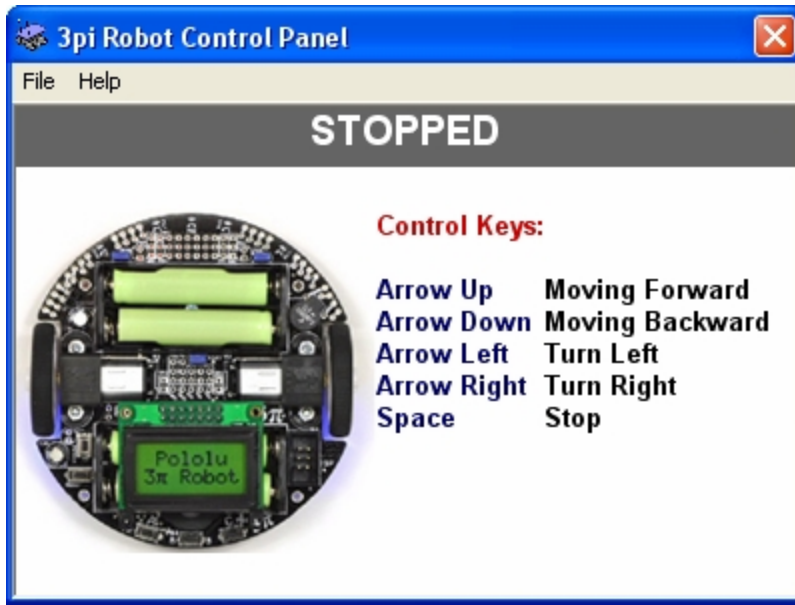 3pi Robot Control Panel
File Help
STOPPED
Control Keys:
Arrow Up Moving Forward
Arrow Down Moving Backward
Arrow Left Turn Left
Arrow Right Turn Right
Space Stop
Pololu
3π Robot